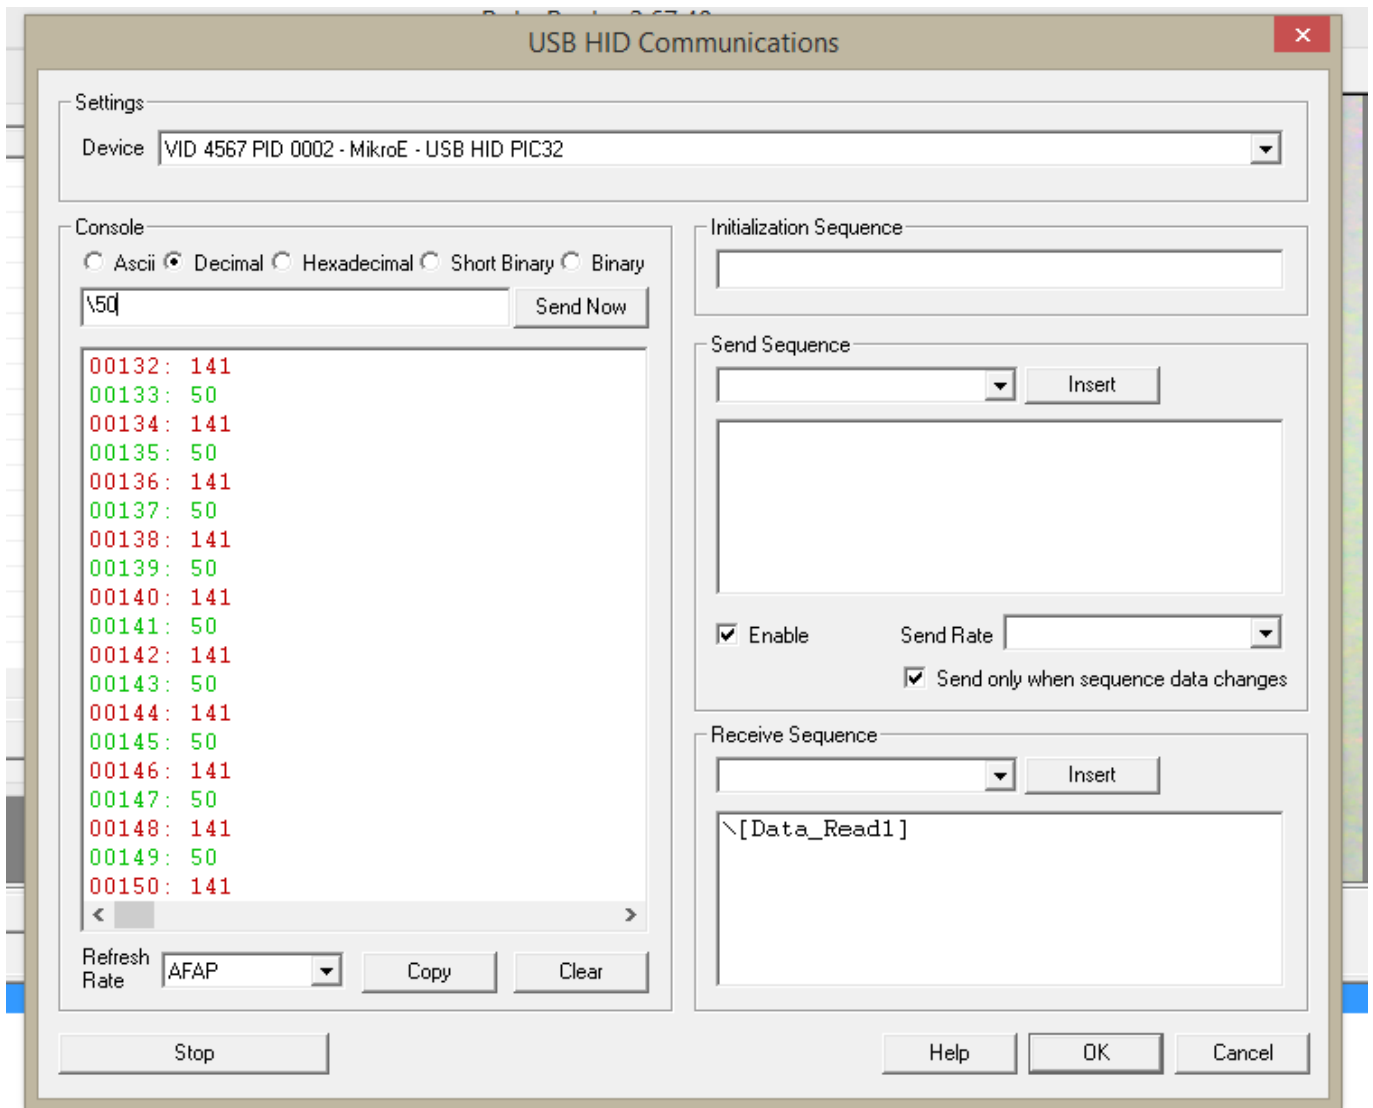 USB HID Communications
Settings
Device VID 4567 PID 0002 - MikroE - USB HID PIC32
Console
Ascii Decimal Hexadecimal Short Binary Binary
\50
Send Now
00132: 141
00133: 50
00134: 141
00135: 50
00136: 141
00137: 50
00138: 141
00139: 50
00140: 141
00141: 50
00142: 141
00143: 50
00144: 141
00145: 50
00146: 141
00147: 50
00148: 141
00149: 50
00150: 141
Refresh
Rate
AFAP
Copy
Clear
Initialization Sequence
Send Sequence
Insert
Enable
Send Rate
Send only when sequence data changes
Receive Sequence
Insert
\[Data_Read1]
Stop
Help
OK
Cancel